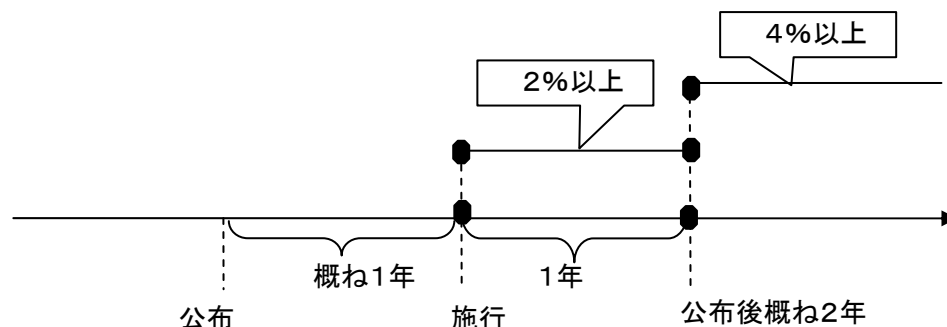 4%以上
2%以上
概ね1年
1年
公布
施行
公布後概ね2年